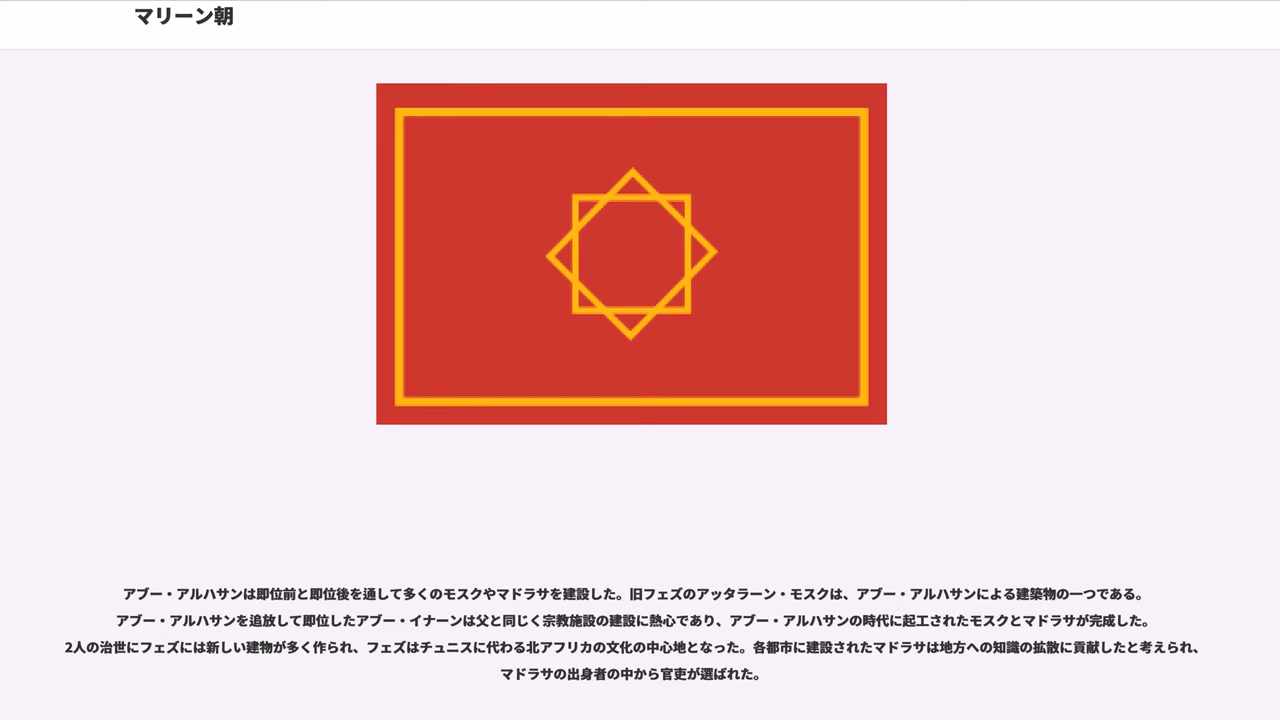 マリーン朝
アブー・アルハサンは即位前と即位後を通して多くのモスクやマドラサを建設した。旧フェズのアッタラーン・モスクは、アブー・アルハサンによる建築物の一つである。
アブー・アルハサンを追放して即位したアブー・イナーンは父と同じく宗教施設の建設に熱心であり、アブー・アルハサンの時代に起工されたモスクとマドラサが完成した。
2人の治世にフェズには新しい建物が多く作られ、フェズはチュニスに代わる北アフリカの文化の中心地となった。各都市に建設されたマドラサは地方への知識の拡散に貢献したと考えられ、
マドラサの出身者の中から官吏が選ばれた。